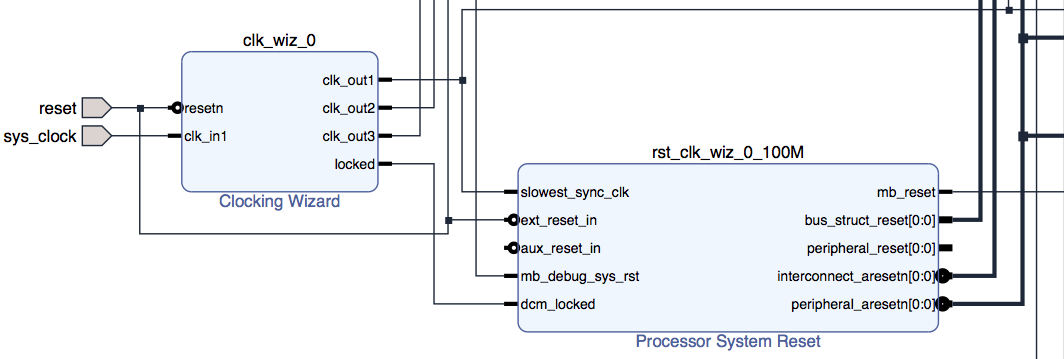 clk_wiz_0
reset
sys_clock
resetn
clk_in1
clk_out1
clk_out2
clk_out3
locked
Clocking Wizard
rst_clk_wiz_0_100M
slowest_sync_clk
ext_reset_in
aux_reset_in
mb_debug_sys_rst
dcm_locked
mb_reset
bus_struct_reset[0:0]
peripheral_reset[0:0]
interconnect_aresetn[0:0]
peripheral_aresetn[0:0]
Processor System Reset